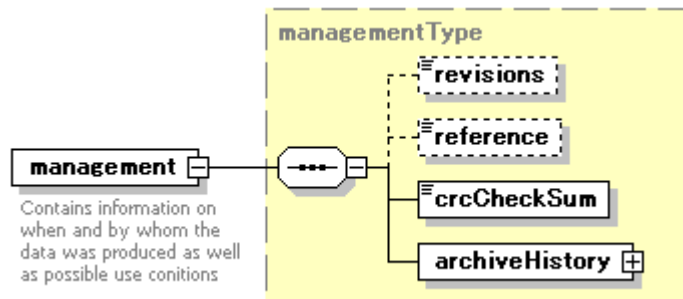 managementType
revisions
reference
management
crcCheckSum
archiveHistory
Contains information on
when and by whom the
data was produced as well
as possible use conitions